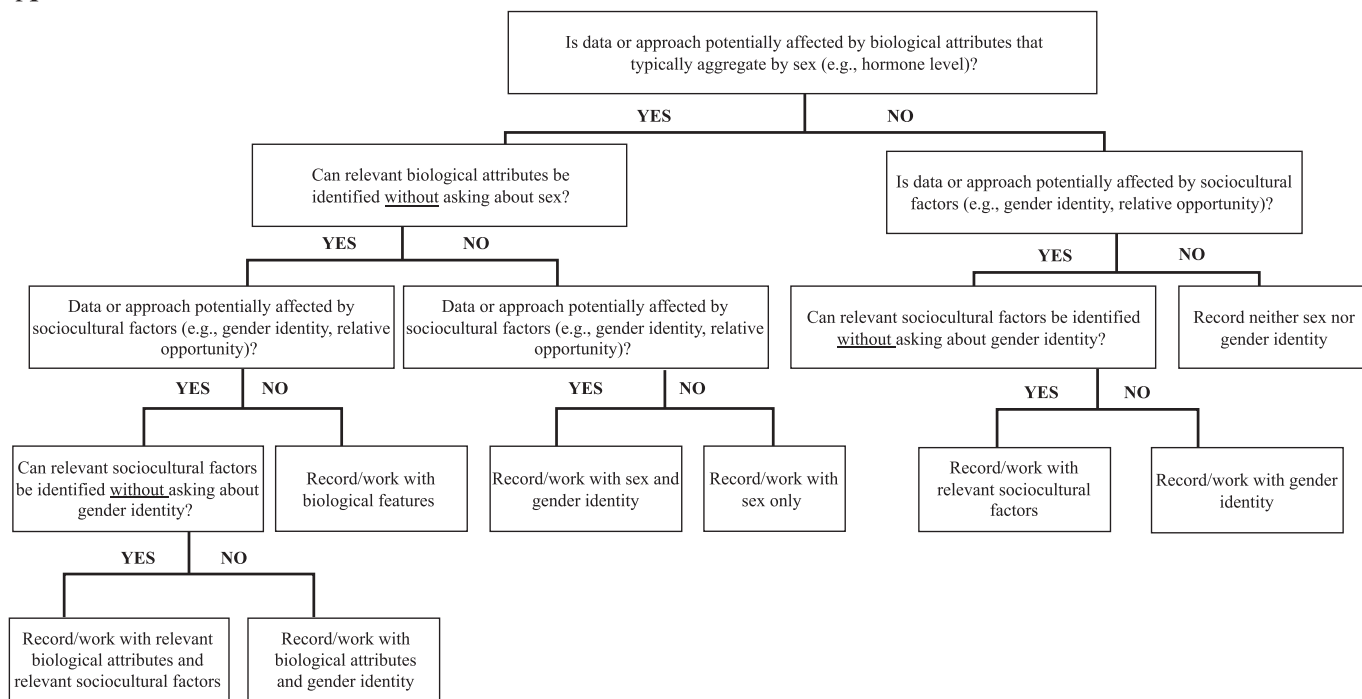 Is data or approach potentially affected by biological attributes that
typically aggregate by sex (e.g., hormone level)?
YES
NO
Can relevant biological attributes be
identified without asking about sex?
Is data or approach potentially affected by sociocultural
factors (e.g., gender identity, relative opportunity)?
YES
NO
YES
NO
Data or approach potentially affected by
sociocultural factors (e.g., gender identity, relative
opportunity)?
Data or approach potentially affected by
sociocultural factors (e.g., gender identity, relative
opportunity)?
Can relevant sociocultural factors be identified
without asking about gender identity?
Record neither sex nor
gender identity
YES
NO
YES
NO
YES
NO
Can relevant sociocultural factors
be identified without asking about
gender identity?
Record/work with
biological features
Record/work with sex and
gender identity
Record/work with
sex only
Record/work with
relevant sociocultural
factors
Record/work with gender
identity
YES
NO
Record/work with relevant
biological attributes and
relevant sociocultural factors
Record/work with
biological attributes
and gender identity